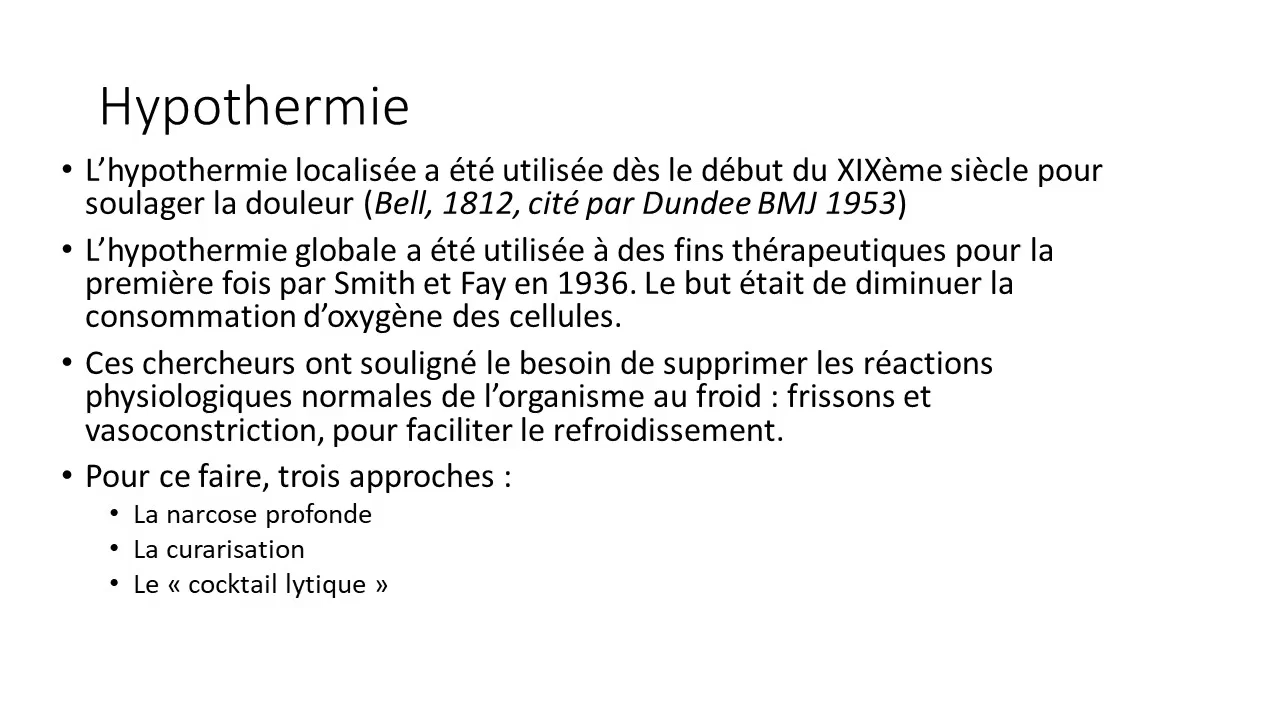 Hypothermie
• L’hypothermie localisée a été utilisée dès le début du XIXème siècle pour
soulager la douleur (Bell, 1812, cité par Dundee BMJ 1953)
• L’hypothermie globale a été utilisée à des fins thérapeutiques pour la
première fois par Smith et Fay en 1936. Le but était de diminuer la
consommation d’oxygène des cellules.
• Ces chercheurs ont souligné le besoin de supprimer les réactions
physiologiques normales de l’organisme au froid : frissons et
vasoconstriction, pour faciliter le refroidissement.
• Pour ce faire, trois approches :
• La narcose profonde
• La curarisation
• Le « cocktail lytique »